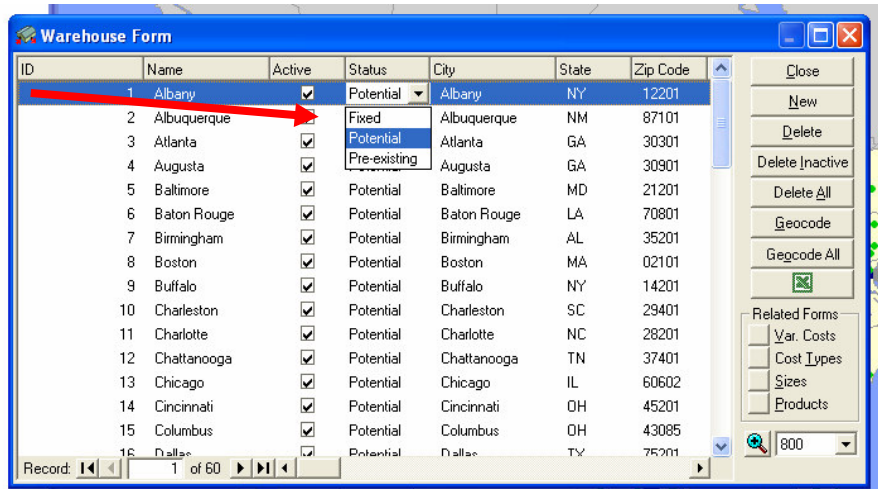 Warehouse Form
ID Name Active Status City State Zip Code
1 Albany Potential Albany NY 12201
2 Albuquerque Fixed Albuquerque NM 87101
3 Atlanta Potential Atlanta GA 30301
4 Augusta Pre-existing Augusta GA 30901
5 Baltimore Potential Baltimore MD 21201
6 Baton Rouge Potential Baton Rouge LA 70801
7 Birmingham Potential Birmingham AL 35201
8 Boston Potential Boston MA 02101
9 Buffalo Potential Buffalo NY 14201
10 Charleston Potential Charleston SC 29401
11 Charlotte Potential Charlotte NC 28201
12 Chattanooga Potential Chattanooga TN 37401
13 Chicago Potential Chicago IL 60602
14 Cincinnati Potential Cincinnati OH 45201
15 Columbus Potential Columbus OH 43085
16 Dallas Potential Dallas TX 75201
Record: 1 of 60
Close
New
Delete
Delete Inactive
Delete All
Geocode
Geocode All
Related Forms
Var. Costs
Cost Types
Sizes
Products
800